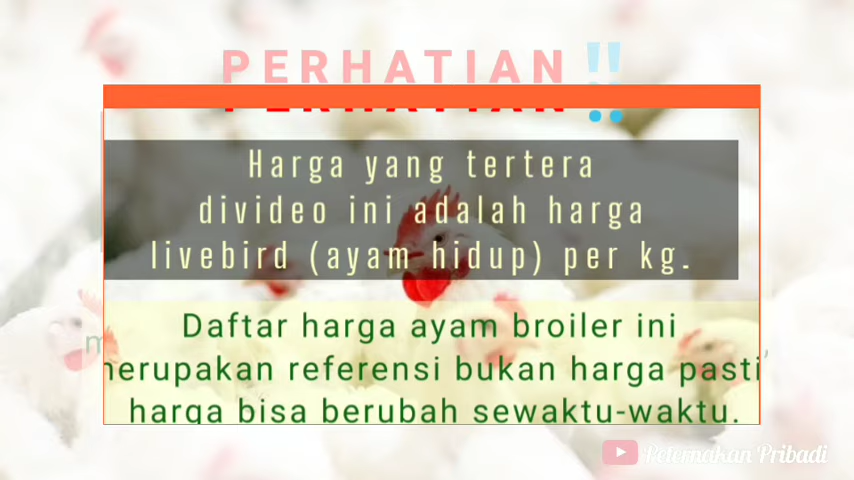 PERHATIAN !!
PERHATIAN !!
Harga yang tertera
divideo ini adalah harga
livebird (ayam hidup) per kg.
Daftar harga ayam broiler ini
merupakan referensi bukan harga pasti,
harga bisa berubah sewaktu-waktu.
Peternakan Pribadi